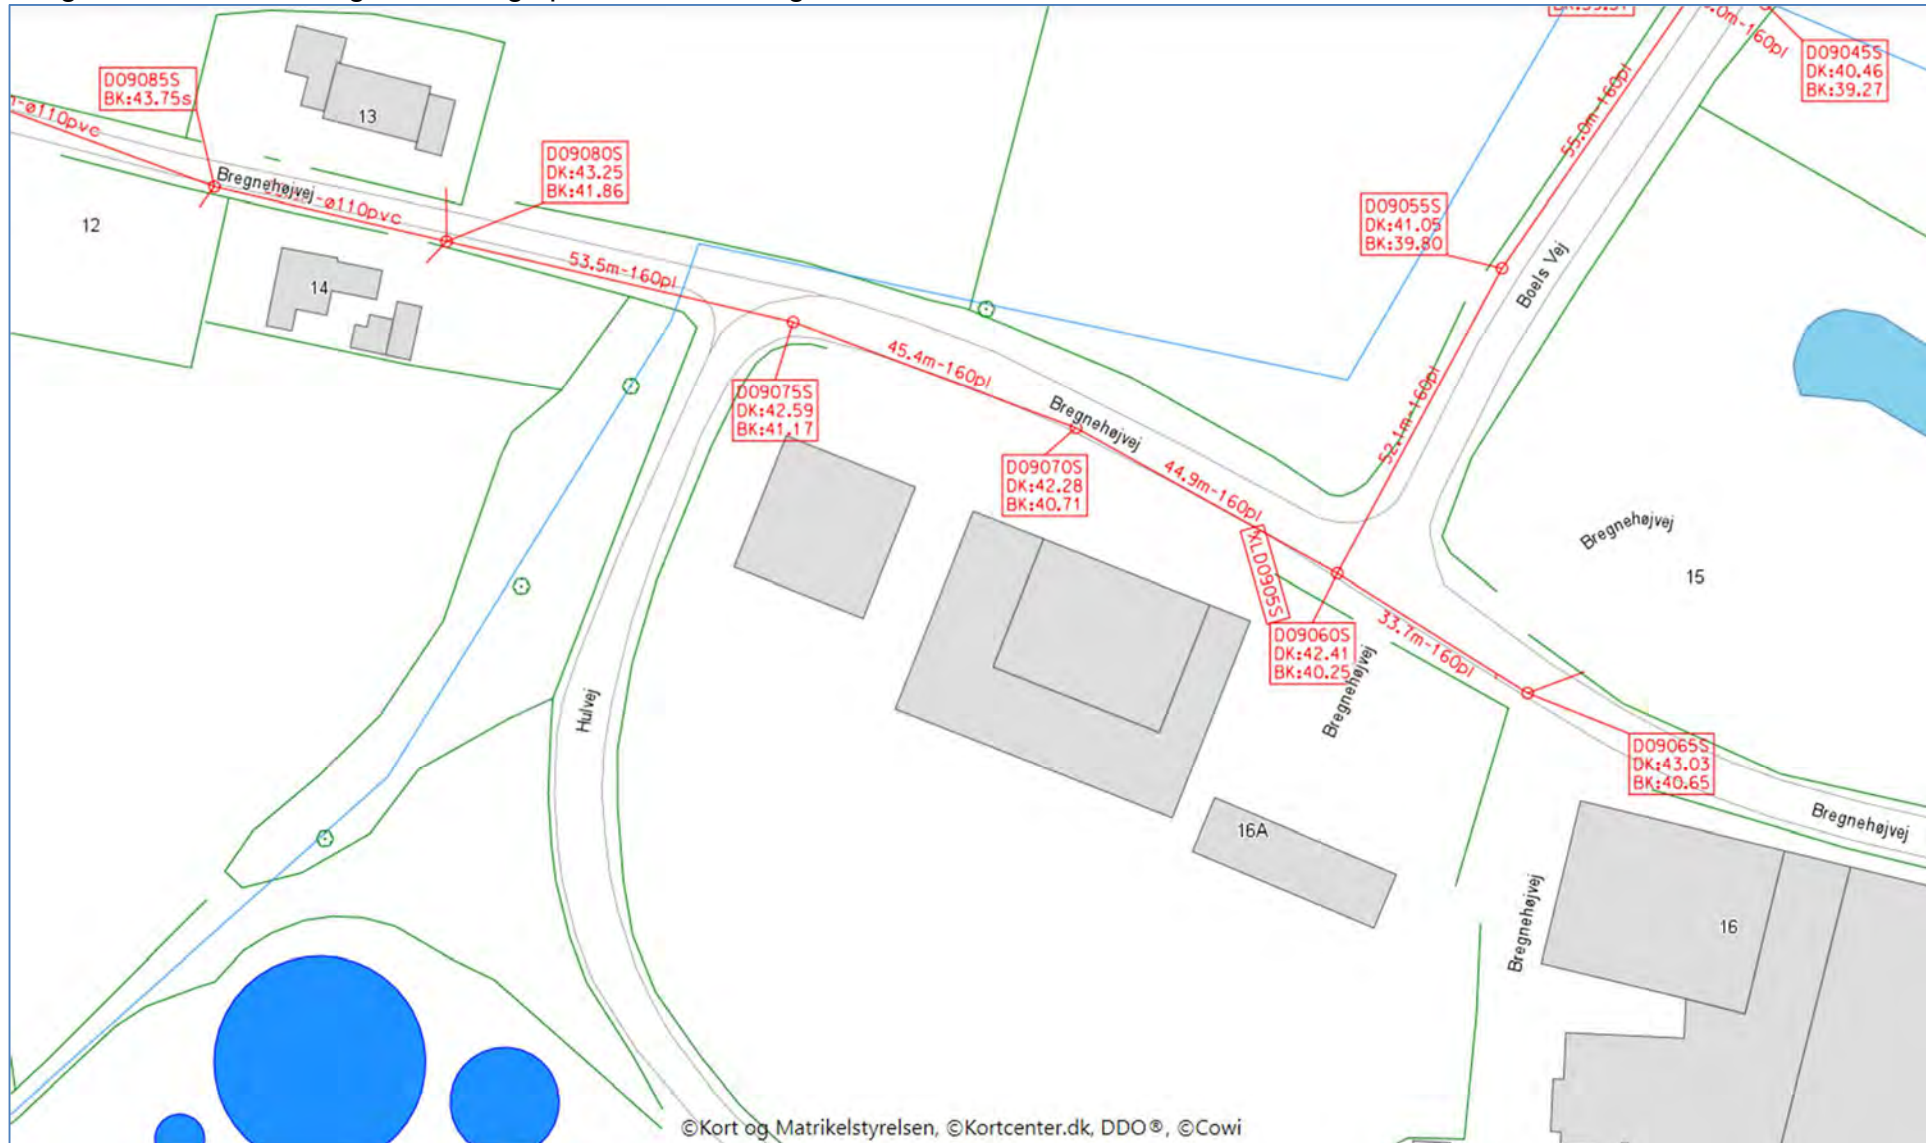 BK:39.51
.0m-160pl
D09045S
DK:40.46
BK:39.27
D09085S
BK:43.75s
-ø110pvc
13
55.0m-160pl
D09080S
DK:43.25
BK:41.86
Bregnehøjvej
-ø110pvc
12
D09055S
DK:41.05
BK:39.80
Boels Vej
53.5m-160pl
14
45.4m-160pl
D09075S
DK:42.59
BK:41.17
Bregnehøjvej
52.1m-160pl
D09070S
DK:42.28
BK:40.71
44.9m-160pl
Bregnehøjvej
15
XLD0905S
D09060S
DK:42.41
BK:40.25
33.7m-160pl
Bregnehøjvej
Hulvej
D09065S
DK:43.03
BK:40.65
16A
Bregnehøjvej
Bregnehøjvej
16
©Kort og Matrikelstyrelsen, ©Kortcenter.dk, DDO®, ©Cowi